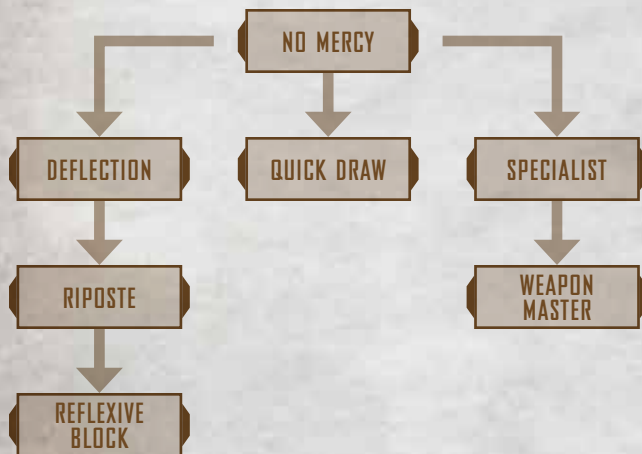 NO MERCY
DEFLECTION
QUICK DRAW
SPECIALIST
RIPOSTE
WEAPON
MASTER
REFLEXIVE
BLOCK